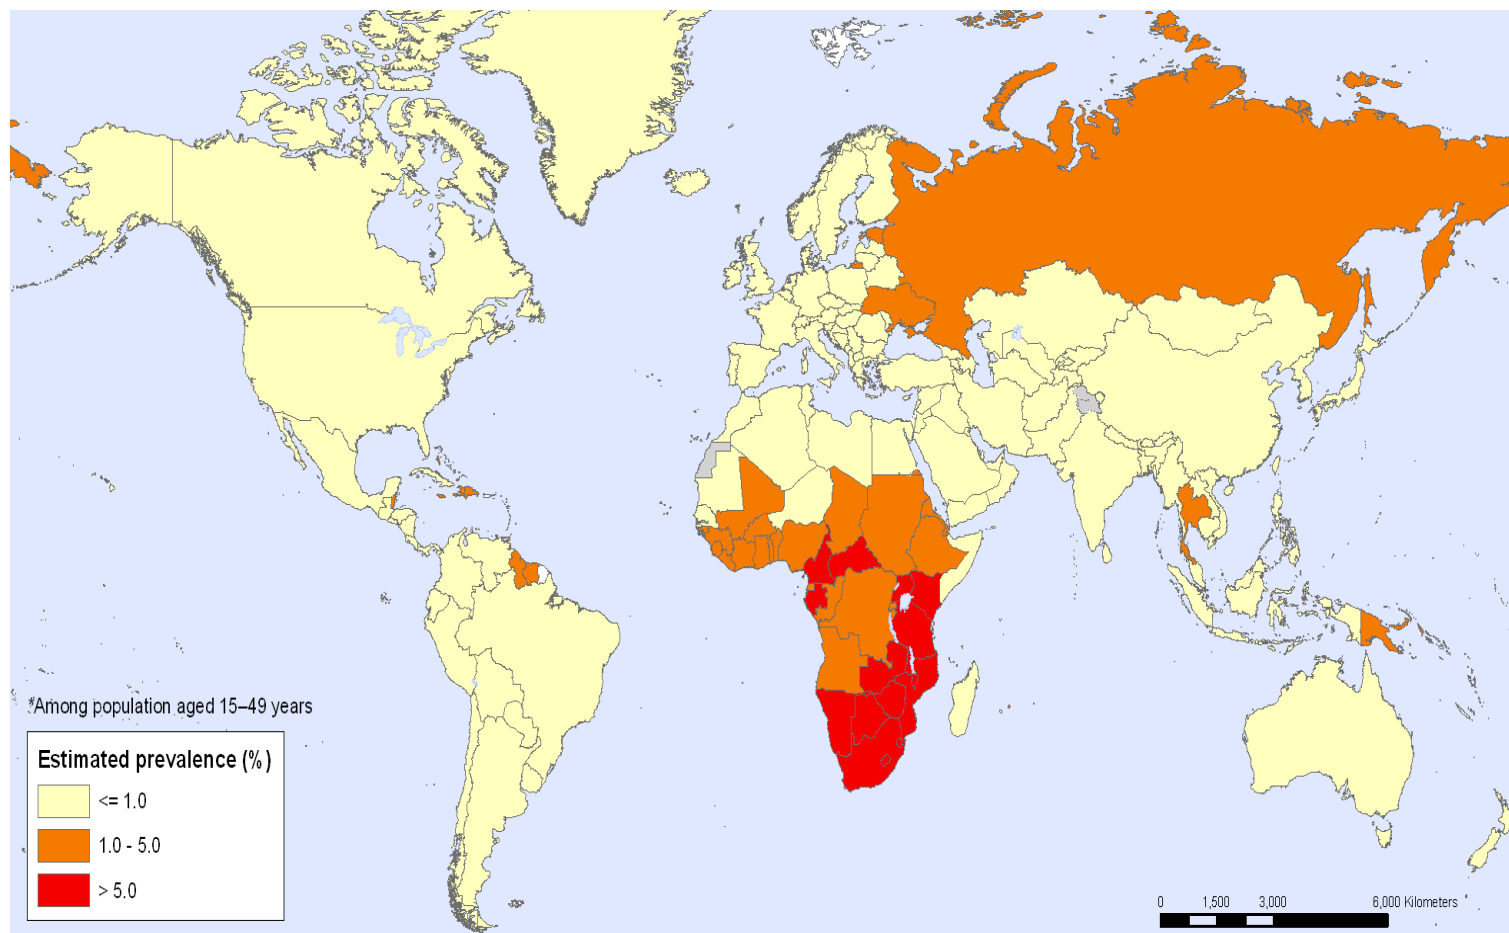 *Among population aged 15–49 years
Estimated prevalence (%)
<= 1.0
1.0 - 5.0
> 5.0
0 1,500 3,000 6,000 Kilometers